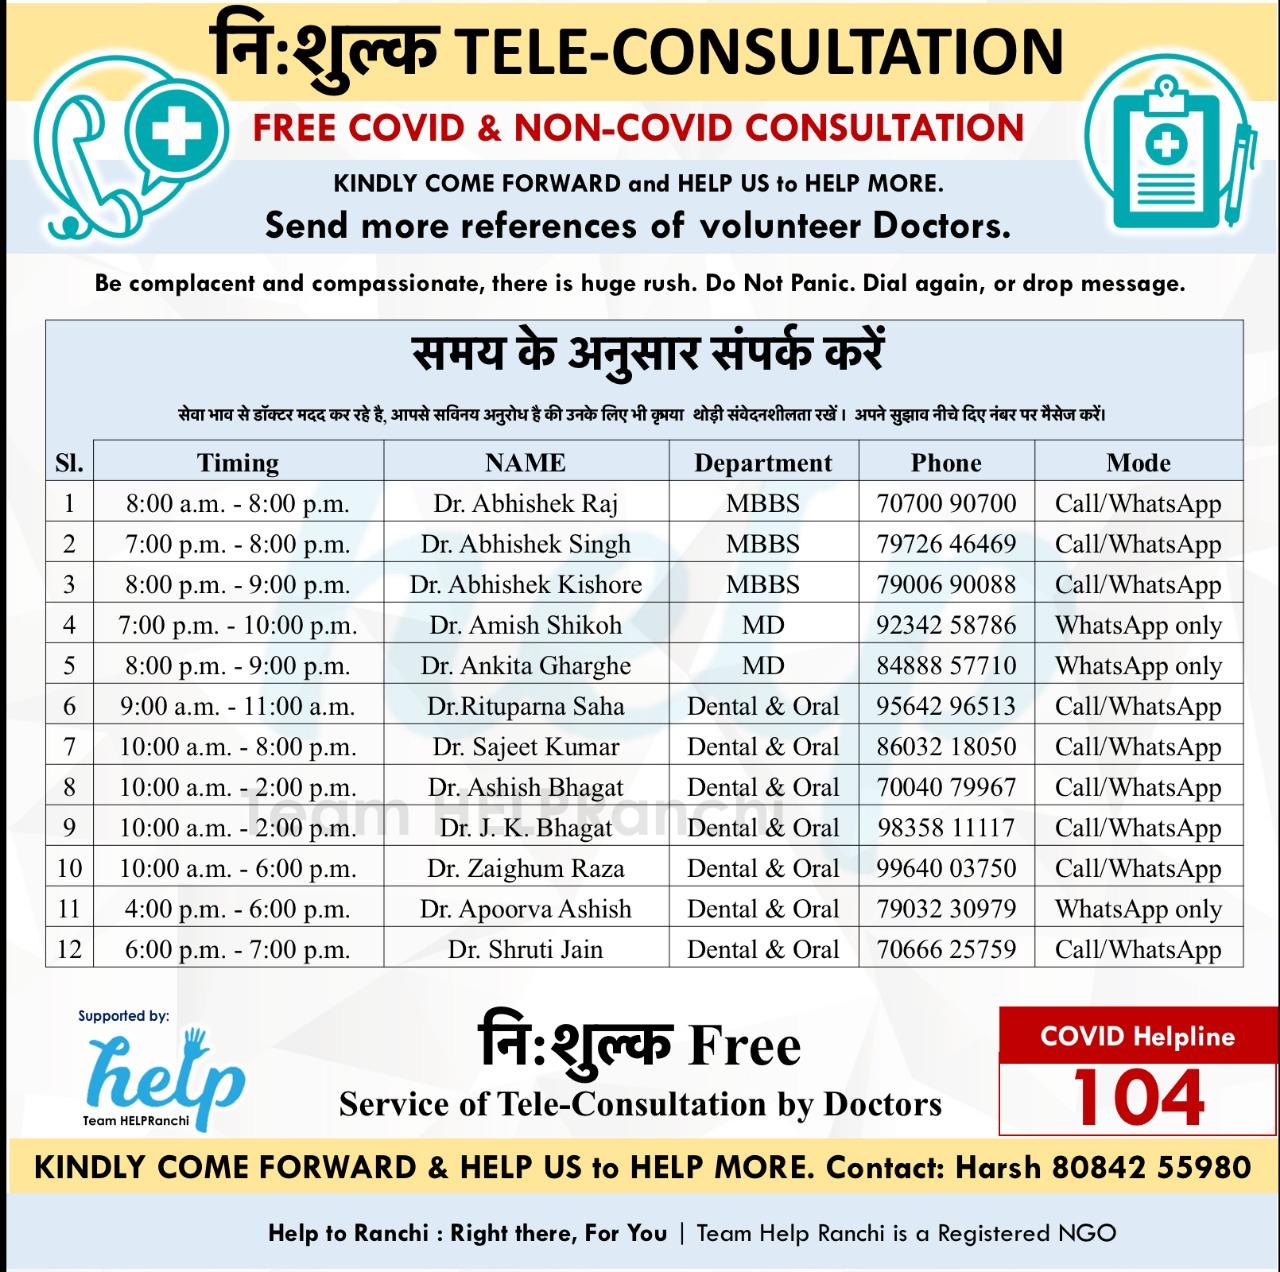 नि:शुल्क TELE-CONSULTATION
FREE COVID & NON-COVID CONSULTATION
KINDLY COME FORWARD and HELP US to HELP MORE.
Send more references of volunteer Doctors.
Be complacent and compassionate, there is huge rush. Do Not Panic. Dial again, or drop message.
समय के अनुसार संपर्क करें
सेवा भाव से डॉक्टर मदद कर रहे है, आपसे सविनय अनुरोध है की उनके लिए भी कृपया थोड़ी संवेदनशीलता रखें। अपने सुझाव नीचे दिए नंबर पर मैसेज करें।
Sl. Timing NAME Department Phone Mode
1 8:00 a.m. - 8:00 p.m. Dr. Abhishek Raj MBBS 70700 90700 Call/WhatsApp
2 7:00 p.m. - 8:00 p.m. Dr. Abhishek Singh MBBS 79726 46469 Call/WhatsApp
3 8:00 p.m. - 9:00 p.m. Dr. Abhishek Kishore MBBS 79006 90088 Call/WhatsApp
4 7:00 p.m. - 10:00 p.m. Dr. Amish Shikoh MD 92342 58786 WhatsApp only
5 8:00 p.m. - 9:00 p.m. Dr. Ankita Gharghe MD 84888 57710 WhatsApp only
6 9:00 a.m. - 11:00 a.m. Dr.Rituparna Saha Dental & Oral 95642 96513 Call/WhatsApp
7 10:00 a.m. - 8:00 p.m. Dr. Sajeet Kumar Dental & Oral 86032 18050 Call/WhatsApp
8 10:00 a.m. - 2:00 p.m. Dr. Ashish Bhagat Dental & Oral 70040 79967 Call/WhatsApp
9 10:00 a.m. - 2:00 p.m. Dr. J. K. Bhagat Dental & Oral 98358 11117 Call/WhatsApp
10 10:00 a.m. - 6:00 p.m. Dr. Zaighum Raza Dental & Oral 99640 03750 Call/WhatsApp
11 4:00 p.m. - 6:00 p.m. Dr. Apoorva Ashish Dental & Oral 79032 30979 WhatsApp only
12 6:00 p.m. - 7:00 p.m. Dr. Shruti Jain Dental & Oral 70666 25759 Call/WhatsApp
help
Team HELPRanchi
Supported by:
help
Team HELPRanchi
नि:शुल्क Free
Service of Tele-Consultation by Doctors
COVID Helpline
104
KINDLY COME FORWARD & HELP US to HELP MORE. Contact: Harsh 80842 55980
Help to Ranchi : Right there, For You | Team Help Ranchi is a Registered NGO